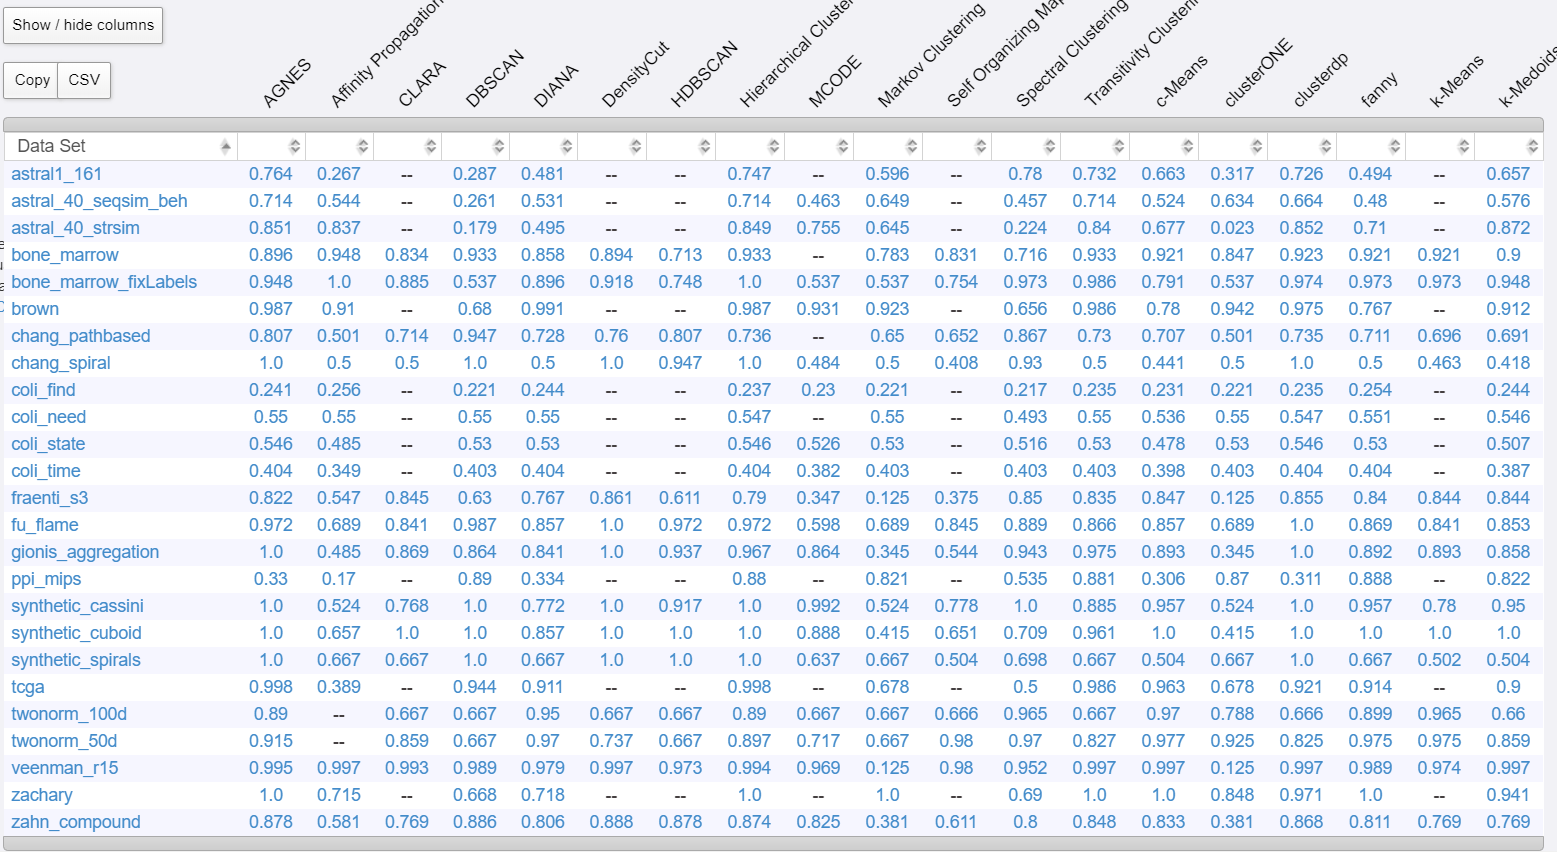 Show / hide columns
Copy CSV
AGNES Affinity Propagation CLARA DBSCAN DIANA DensityCut HDBSCAN Hierarchical MCODE Markov Clustering Self Organizing Spectral Clustering Transitivity c-Means clusterONE clusterdp fanny k-Means k-Medoids
Data Set
astral1_161 0.764 0.267 -- 0.287 0.481 -- -- 0.747 -- 0.596 -- 0.78 0.732 0.663 0.317 0.726 0.494 -- 0.657
astral_40_seqsim_beh 0.714 0.544 -- 0.261 0.531 -- -- 0.714 0.463 0.649 -- 0.457 0.714 0.524 0.634 0.664 0.48 -- 0.576
astral_40_strsim 0.851 0.837 -- 0.179 0.495 -- -- 0.849 0.755 0.645 -- 0.224 0.84 0.677 0.023 0.852 0.71 -- 0.872
bone_marrow 0.896 0.948 0.834 0.933 0.858 0.894 0.713 0.933 -- 0.783 0.831 0.716 0.933 0.921 0.847 0.923 0.921 0.921 0.9
bone_marrow_fixLabels 0.948 1.0 0.885 0.537 0.896 0.918 0.748 1.0 0.537 0.537 0.754 0.973 0.986 0.791 0.537 0.974 0.973 0.973 0.948
brown 0.987 0.91 -- 0.68 0.991 -- -- 0.987 0.931 0.923 -- 0.656 0.986 0.78 0.942 0.975 0.767 -- 0.912
chang_pathbased 0.807 0.501 0.714 0.947 0.728 0.76 0.807 0.736 -- 0.65 0.652 0.867 0.73 0.707 0.501 0.735 0.711 0.696 0.691
chang_spiral 1.0 0.5 0.5 1.0 0.5 1.0 0.947 1.0 0.484 0.5 0.408 0.93 0.5 0.441 0.5 1.0 0.5 0.463 0.418
coli_find 0.241 0.256 -- 0.221 0.244 -- -- 0.237 0.23 0.221 -- 0.217 0.235 0.231 0.221 0.235 0.254 -- 0.244
coli_need 0.55 0.55 -- 0.55 0.55 -- -- 0.547 -- 0.55 -- 0.493 0.55 0.536 0.55 0.547 0.551 -- 0.546
coli_state 0.546 0.485 -- 0.53 0.53 -- -- 0.546 0.526 0.53 -- 0.516 0.53 0.478 0.53 0.546 0.53 -- 0.507
coli_time 0.404 0.349 -- 0.403 0.404 -- -- 0.404 0.382 0.403 -- 0.403 0.403 0.398 0.403 0.404 0.404 -- 0.387
fraenti_s3 0.822 0.547 0.845 0.63 0.767 0.861 0.611 0.79 0.347 0.125 0.375 0.85 0.835 0.847 0.125 0.855 0.84 0.844 0.844
fu_flame 0.972 0.689 0.841 0.987 0.857 1.0 0.972 0.972 0.598 0.689 0.845 0.889 0.866 0.857 0.689 1.0 0.869 0.841 0.853
gionis_aggregation 1.0 0.485 0.869 0.864 0.841 1.0 0.937 0.967 0.864 0.345 0.544 0.943 0.975 0.893 0.345 1.0 0.892 0.893 0.858
ppi_mips 0.33 0.17 -- 0.89 0.334 -- -- 0.88 -- 0.821 -- 0.535 0.881 0.306 0.87 0.311 0.888 -- 0.822
synthetic_cassini 1.0 0.524 0.768 1.0 0.772 1.0 0.917 1.0 0.992 0.524 0.778 1.0 0.885 0.957 0.524 1.0 0.957 0.78 0.95
synthetic_cuboid 1.0 0.657 1.0 1.0 0.857 1.0 1.0 1.0 0.888 0.415 0.651 0.709 0.961 1.0 0.415 1.0 1.0 1.0 1.0
synthetic_spirals 1.0 0.667 0.667 1.0 0.667 1.0 1.0 1.0 0.637 0.667 0.504 0.698 0.667 0.504 0.667 1.0 0.667 0.502 0.504
tcga 0.998 0.389 -- 0.944 0.911 -- -- 0.998 -- 0.678 -- 0.5 0.986 0.963 0.678 0.921 0.914 -- 0.9
twonorm_100d 0.89 -- 0.667 0.667 0.95 0.667 0.667 0.89 0.667 0.667 0.666 0.965 0.667 0.97 0.788 0.666 0.899 0.965 0.66
twonorm_50d 0.915 -- 0.859 0.667 0.97 0.737 0.667 0.897 0.717 0.667 0.98 0.97 0.827 0.977 0.925 0.825 0.975 0.975 0.859
veenman_r15 0.995 0.997 0.993 0.989 0.979 0.997 0.973 0.994 0.969 0.125 0.98 0.952 0.997 0.997 0.125 0.997 0.989 0.974 0.997
zachary 1.0 0.715 -- 0.668 0.718 -- -- 1.0 -- 1.0 -- 0.69 1.0 1.0 0.848 0.971 1.0 -- 0.941
zahn_compound 0.878 0.581 0.769 0.886 0.806 0.888 0.878 0.874 0.825 0.381 0.611 0.8 0.848 0.833 0.381 0.868 0.811 0.769 0.769